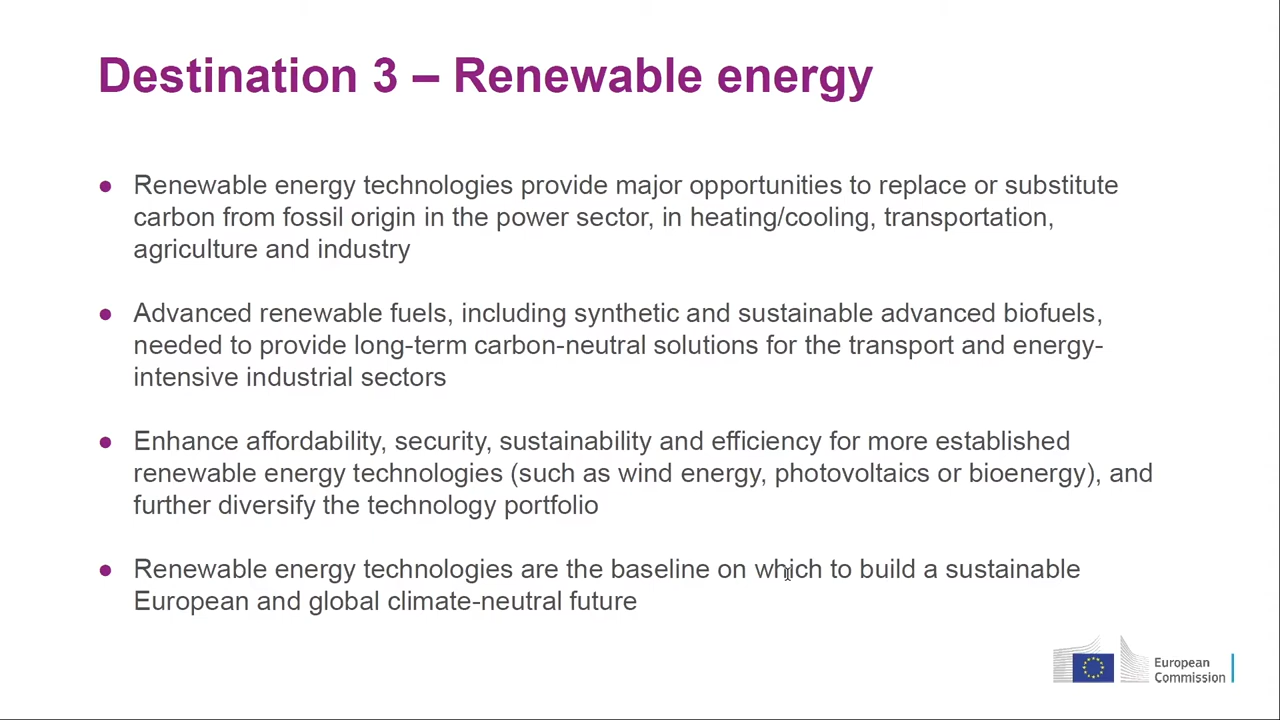 Destination 3 – Renewable energy
● Renewable energy technologies provide major opportunities to replace or substitute
carbon from fossil origin in the power sector, in heating/cooling, transportation,
agriculture and industry
● Advanced renewable fuels, including synthetic and sustainable advanced biofuels,
needed to provide long-term carbon-neutral solutions for the transport and energy-
intensive industrial sectors
● Enhance affordability, security, sustainability and efficiency for more established
renewable energy technologies (such as wind energy, photovoltaics or bioenergy), and
further diversify the technology portfolio
● Renewable energy technologies are the baseline on which to build a sustainable
European and global climate-neutral future
European
Commission